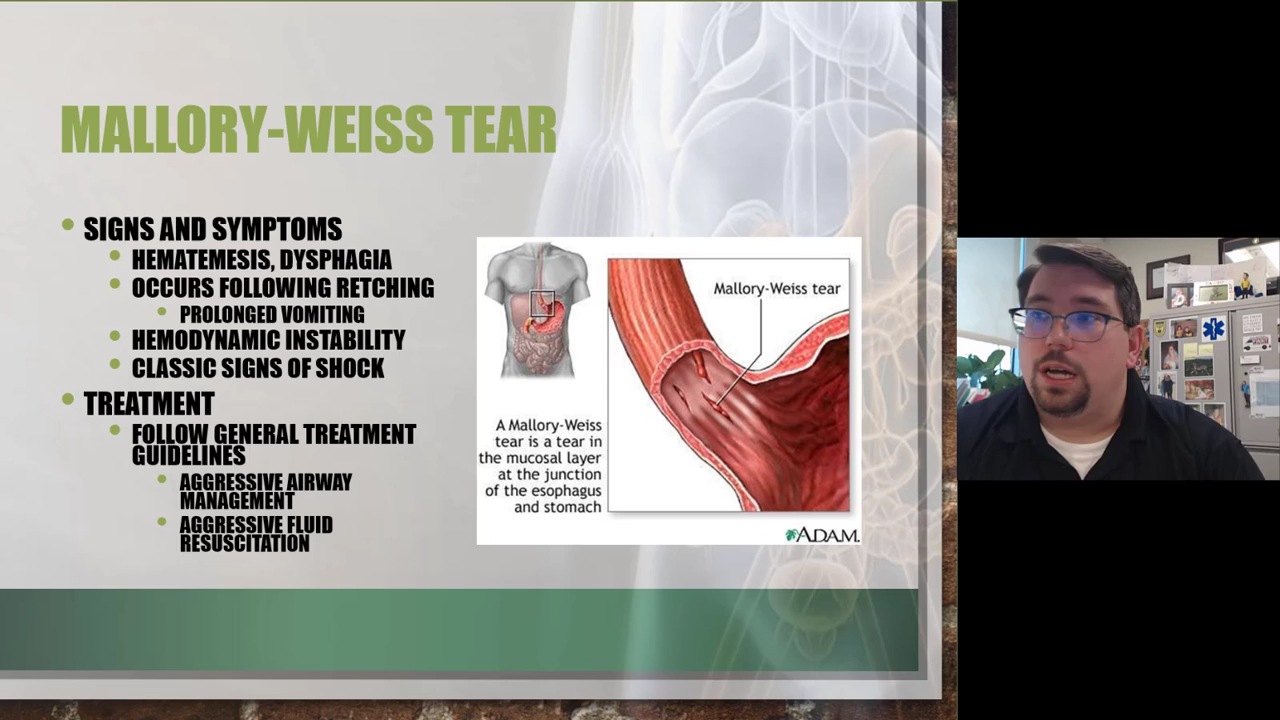 MALLORY-WEISS TEAR
SIGNS AND SYMPTOMS
HEMATEMESIS, DYSPHAGIA
OCCURS FOLLOWING RETCHING
PROLONGED VOMITING
HEMODYNAMIC INSTABILITY
CLASSIC SIGNS OF SHOCK
TREATMENT
FOLLOW GENERAL TREATMENT
GUIDELINES
AGGRESSIVE AIRWAY
MANAGEMENT
AGGRESSIVE FLUID
RESUSCITATION
Mallory-Weiss tear
A Mallory-Weiss
tear is a tear in
the mucosal layer
at the junction
of the esophagus
and stomach
A.D.A.M.